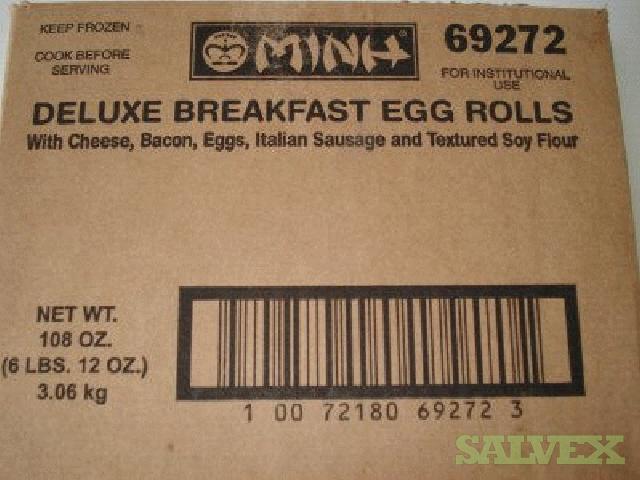 KEEP FROZEN
COOK BEFORE
SERVING
MINH
69272
FOR INSTITUTIONAL
USE
DELUXE BREAKFAST EGG ROLLS
With Cheese, Bacon, Eggs, Italian Sausage and Textured Soy Flour
NET WT.
108 OZ.
(6 LBS. 12 OZ.)
3.06 kg
1 00 72180 69272 3
SALVEX